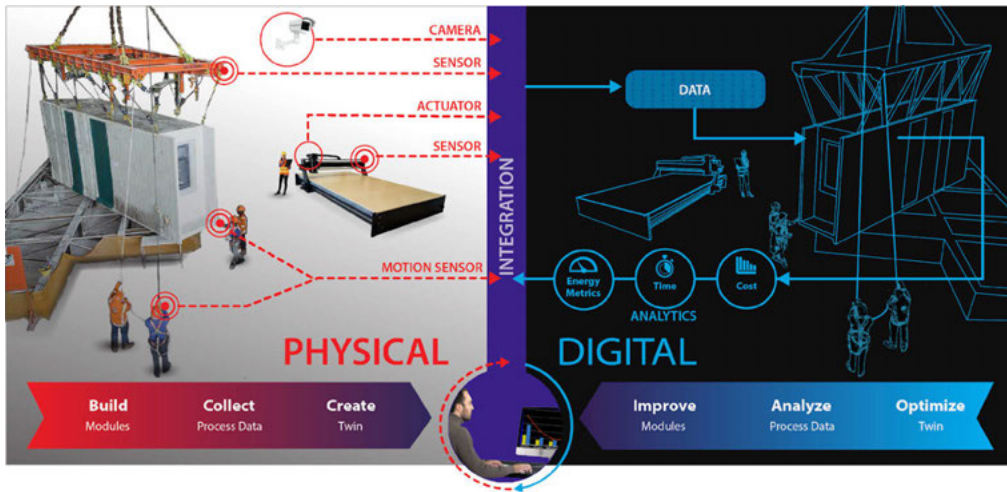 CAMERA
SENSOR
ACTUATOR
SENSOR
MOTION SENSOR
INTEGRATION
DATA
Energy
Metrics
Time
Cost
ANALYTICS
PHYSICAL
DIGITAL
Build
Modules
Collect
Process Data
Create
Twin
Improve
Modules
Analyze
Process Data
Optimize
Twin